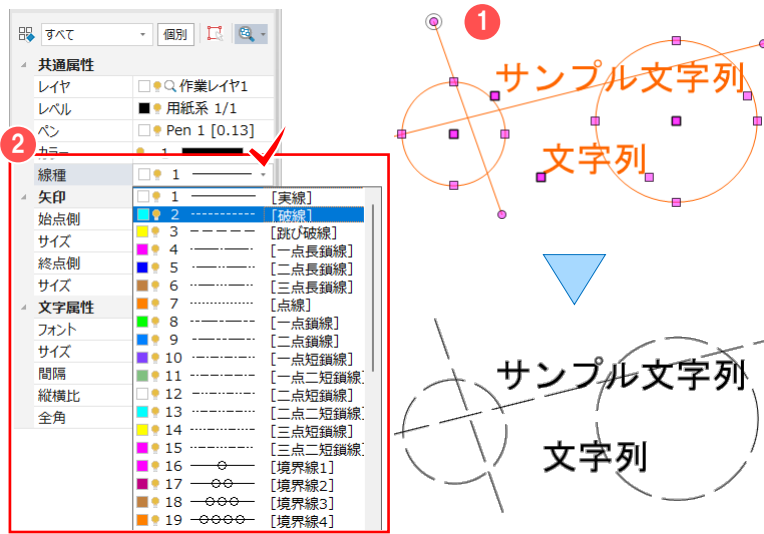 すべて 個別
共通属性
レイヤ 作業レイヤ1
レベル 用紙系 1/1
ペン Pen 1 [0.13]
2
カラー 1
線種 1
矢印
始点側
サイズ
終点側
サイズ
文字属性
フォント
サイズ
間隔
縦横比
全角
1 [実線]
2 [破線]
3 [跳び破線]
4 [一点長鎖線]
5 [二点長鎖線]
6 [三点長鎖線]
7 [点線]
8 [一点鎖線]
9 [二点鎖線]
10 [一点短鎖線]
11 [一点二短鎖線]
12 [二点短鎖線]
13 [二点二短鎖線]
14 [三点短鎖線]
15 [三点二短鎖線]
16 [境界線1]
17 [境界線2]
18 [境界線3]
19 [境界線4]
1
サンプル文字列
文字列
サンプル文字列
文字列